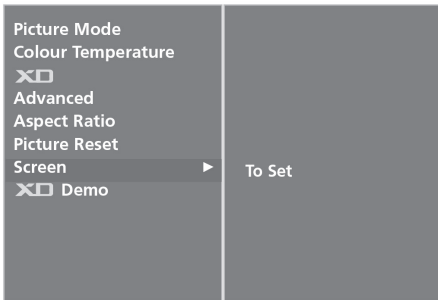 Picture Mode
Colour Temperature
XD
Advanced
Aspect Ratio
Picture Reset
Screen ►
To Set
XD Demo